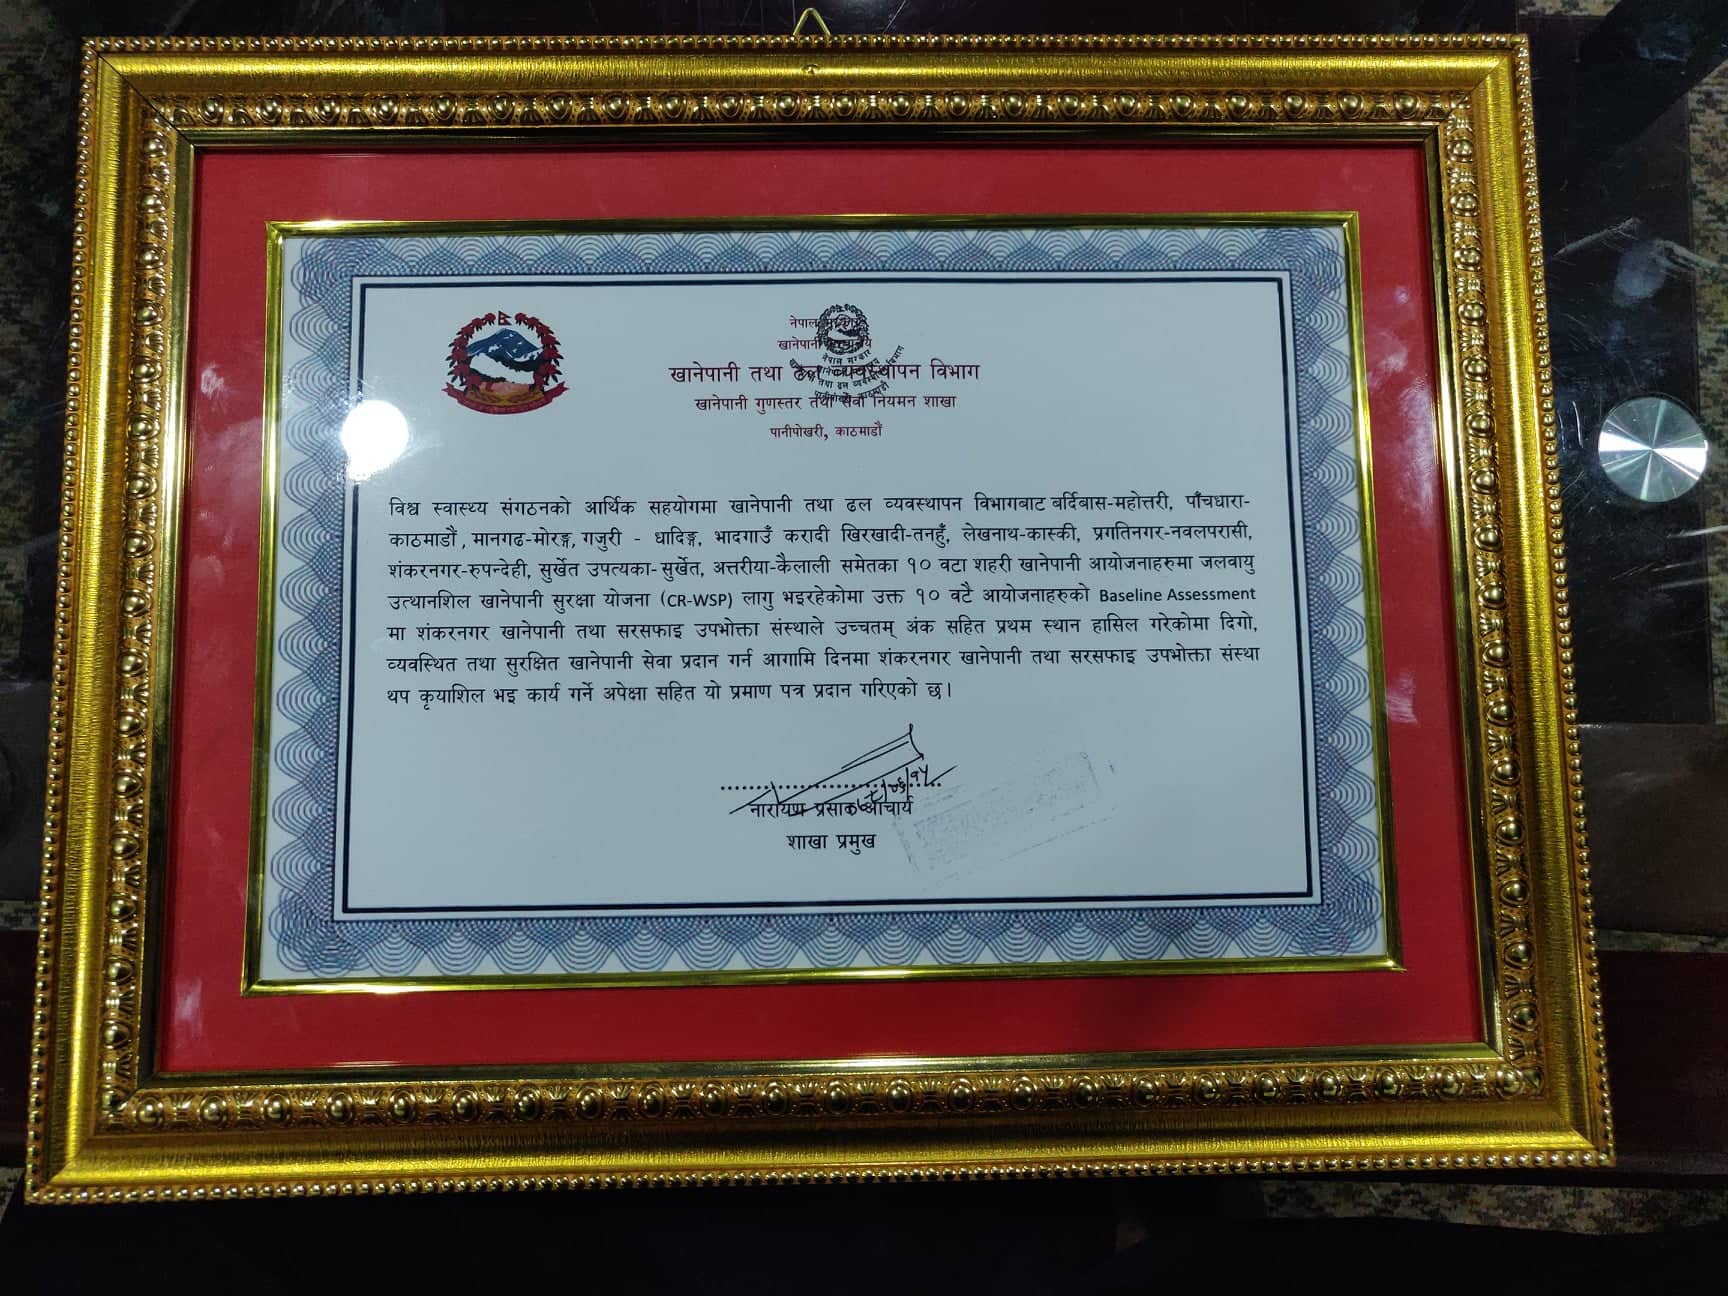 नेपाल सरकार
खानेपानी मन्त्रालय
खानेपानी तथा ढल व्यवस्थापन विभाग
खानेपानी गुणस्तर तथा सेवा नियमन शाखा
पानीपोखरी, काठमाडौं
विश्व स्वास्थ्य संगठनको आर्थिक सहयोगमा खानेपानी तथा ढल व्यवस्थापन विभागबाट बर्दिबास-महोत्तरी, पाँचधारा-
काठमाडौं, मानगढ-मोरङ्ग, गजुरी - धादिङ्ग, भादगाउँ करादी खिरखादी-तनहुँ, लेखनाथ-कास्की, प्रगतिनगर-नवलपरासी,
शंकरनगर-रुपन्देही, सुर्खेत उपत्यका-सुर्खेत, अत्तरीया-कैलाली समेतका १० वटा शहरी खानेपानी आयोजनाहरुमा जलवायु
उत्थानशिल खानेपानी सुरक्षा योजना (CR-WSP) लागु भइरहेकोमा उक्त १० वटै आयोजनाहरुको Baseline Assessment
मा शंकरनगर खानेपानी तथा सरसफाइ उपभोक्ता संस्थाले उच्चतम् अंक सहित प्रथम स्थान हासिल गरेकोमा दिगो,
व्यवस्थित तथा सुरक्षित खानेपानी सेवा प्रदान गर्न आगामि दिनमा शंकरनगर खानेपानी तथा सरसफाइ उपभोक्ता संस्था
थप कृयाशिल भइ कार्य गर्ने अपेक्षा सहित यो प्रमाण पत्र प्रदान गरिएको छ।
नारायण प्रसाद आचार्य
शाखा प्रमुख